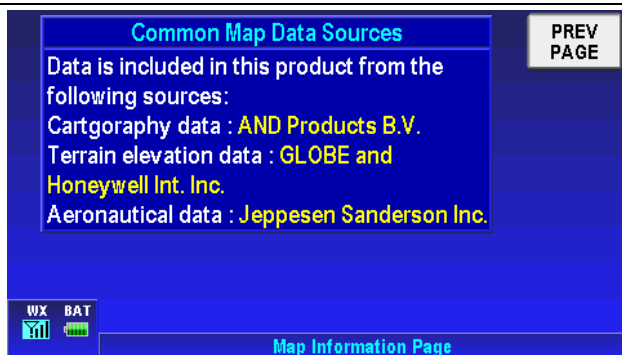 Common Map Data Sources
PREV
PAGE
Data is included in this product from the
following sources:
Cartgoraphy data : AND Products B.V.
Terrain elevation data : GLOBE and
Honeywell Int. Inc.
Aeronautical data : Jeppesen Sanderson Inc.
WX BAT
Map Information Page